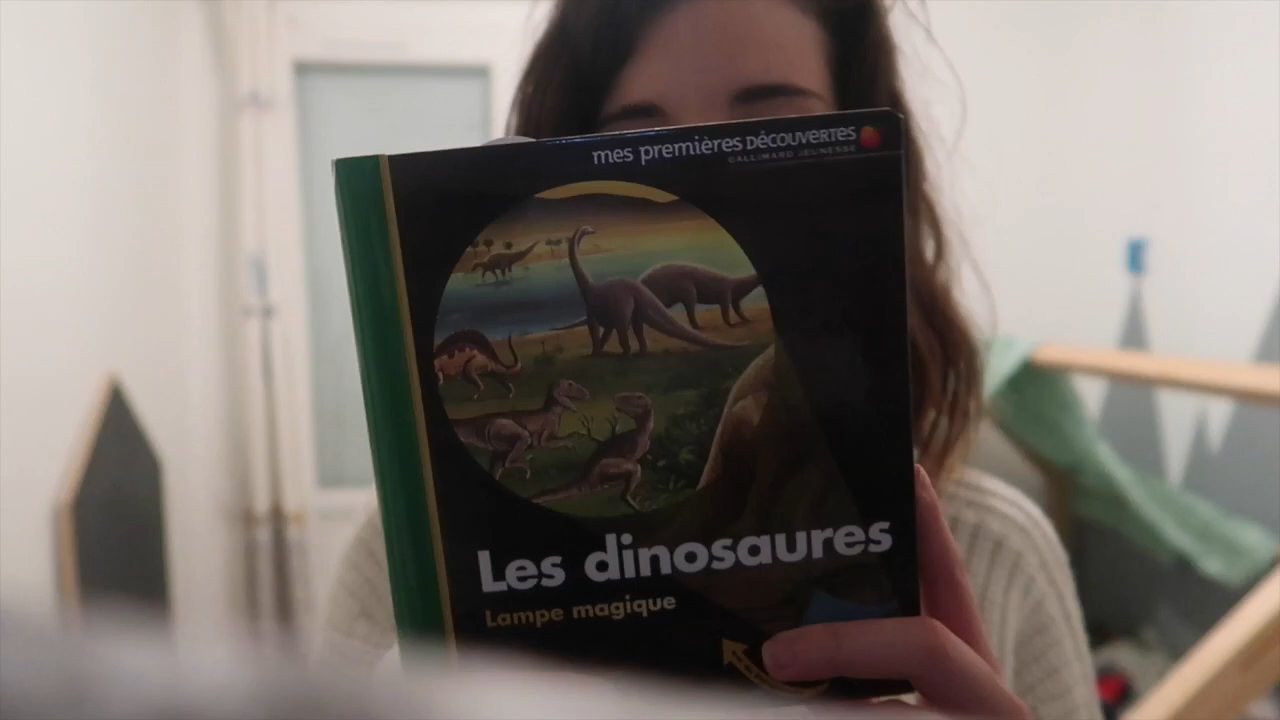 mes premières DÉCOUVERTES
GALLIMARD JEUNESSE
Les dinosaures
Lampe magique